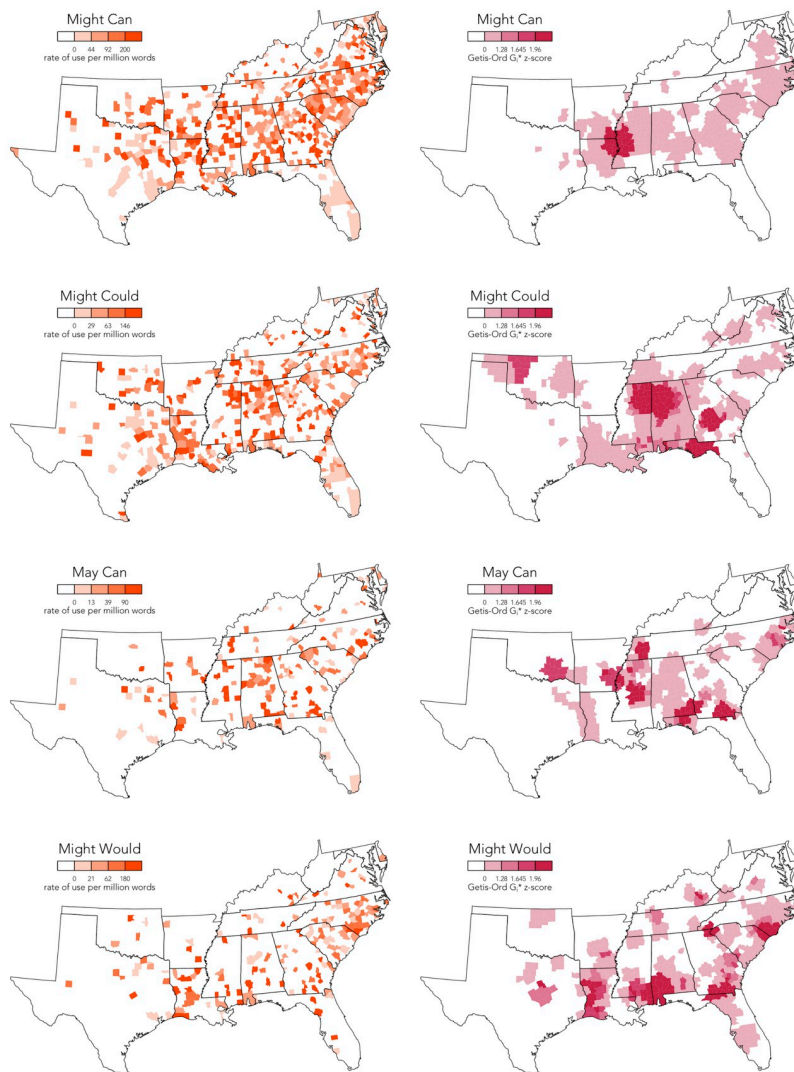 Might Can
0 44 92 200
rate of use per million words
Might Can
0 1.28 1.645 1.96
Getis-Ord Gi* z-score
Might Could
0 29 63 146
rate of use per million words
Might Could
0 1.28 1.645 1.96
Getis-Ord Gi* z-score
May Can
0 13 39 90
rate of use per million words
May Can
0 1.28 1.645 1.96
Getis-Ord Gi* z-score
Might Would
0 21 62 180
rate of use per million words
Might Would
0 1.28 1.645 1.96
Getis-Ord Gi* z-score